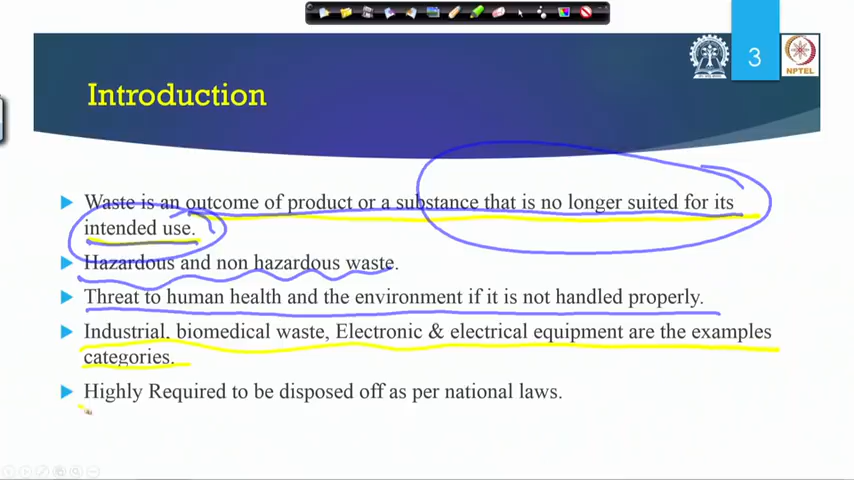 3
NPTEL
Introduction
Waste is an outcome of product or a substance that is no longer suited for its
intended use.
Hazardous and non hazardous waste.
Threat to human health and the environment if it is not handled properly.
Industrial, biomedical waste, Electronic & electrical equipment are the examples
categories.
Highly Required to be disposed off as per national laws.